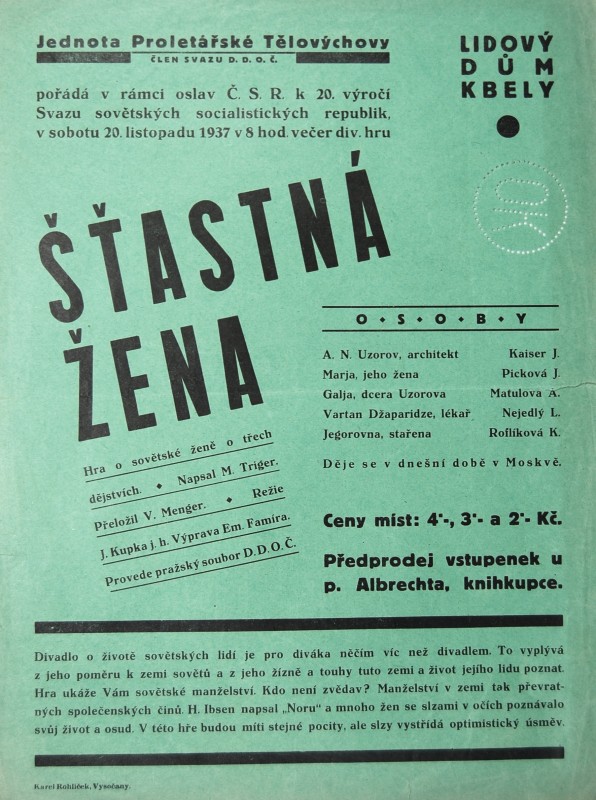 Jednota Proletářské Tělovýchovy
ČLEN SVAZU D. D. O. Č.
pořádá v rámci oslav Č. S. R. k 20. výročí
Svazu sovětských socialistických republik,
v sobotu 20. listopadu 1937 v 8 hod. večer div. hru
LIDOVÝ
DŮM
KBELY
ŠŤASTNÁ
ŽENA
Hra o sovětské ženě o třech
dějstvích. ◆ Napsal M. Triger.
Přeložil V. Menger. ◆ Režie
J. Kupka j. h. Výprava Em. Famíra.
Provede pražský soubor D. D. O. Č.
O ◆ S ◆ O ◆ B ◆ Y
A. N. Uzorov, architekt Kaiser J.
Marja, jeho žena Picková J.
Galja, dcera Uzorova Matulova A.
Vartan Džaparidze, lékař Nejedlý L.
Jegorovna, stařena Roflíková K.
Děje se v dnešní době v Moskvě.
Ceny míst: 4·-, 3·- a 2·- Kč.
Předprodej vstupenek u
p. Albrechta, knihkupce.
Divadlo o životě sovětských lidí je pro diváka něčím víc než divadlem. To vyplývá
z jeho poměru k zemi sovětů a z jeho žízně a touhy tuto zemi a život jejího lidu poznat.
Hra ukáže Vám sovětské manželství. Kdo není zvědav? Manželství v zemi tak převrat-
ných společenských činů. H. Ibsen napsal „Noru" a mnoho žen se slzami v očích poznávalo
svůj život a osud. V této hře budou míti stejné pocity, ale slzy vystřídá optimistický úsměv.
Karel Rohlíček, Vysočany.